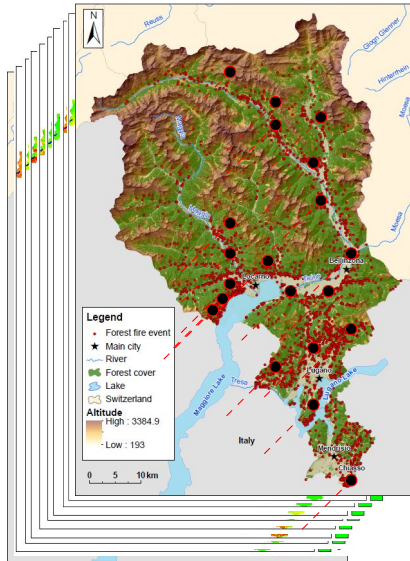 N
Reuss
Glogn Glenner
Hinterrhein
Moesa
Maggia
Maggia
Moesa
Bellinzona
Ticino
Locarno
Legend
Forest fire event
Main city
River
Forest cover
Lake
Switzerland
Altitude
High : 3384.9
Low : 193
0 5 10 km
Maggiore Lake
Tresa
Lugano
Lugano Lake
Italy
Mendrisio
Chiasso